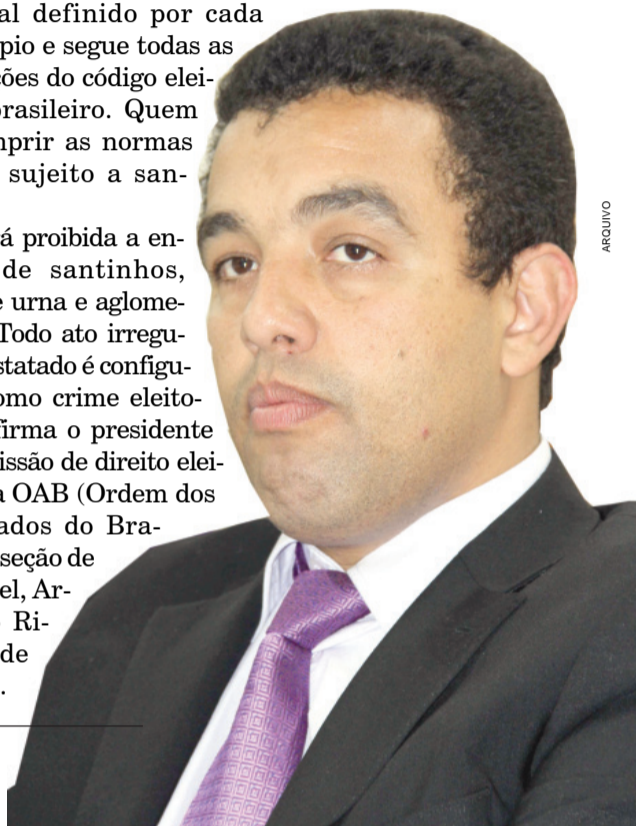 al definido por cada
pio e segue todas as
ções do código elei-
brasileiro. Quem
nprir as normas
sujeito a san-
á proibida a en-
de santinhos,
e urna e aglome-
Todo ato irregu-
statado é configu-
omo crime eleito-
firma o presidente
issão de direito elei-
a OAB (Ordem dos
ados do Bra-
seção de
el, Ar-
Ri-
de
.
ARQUIVO